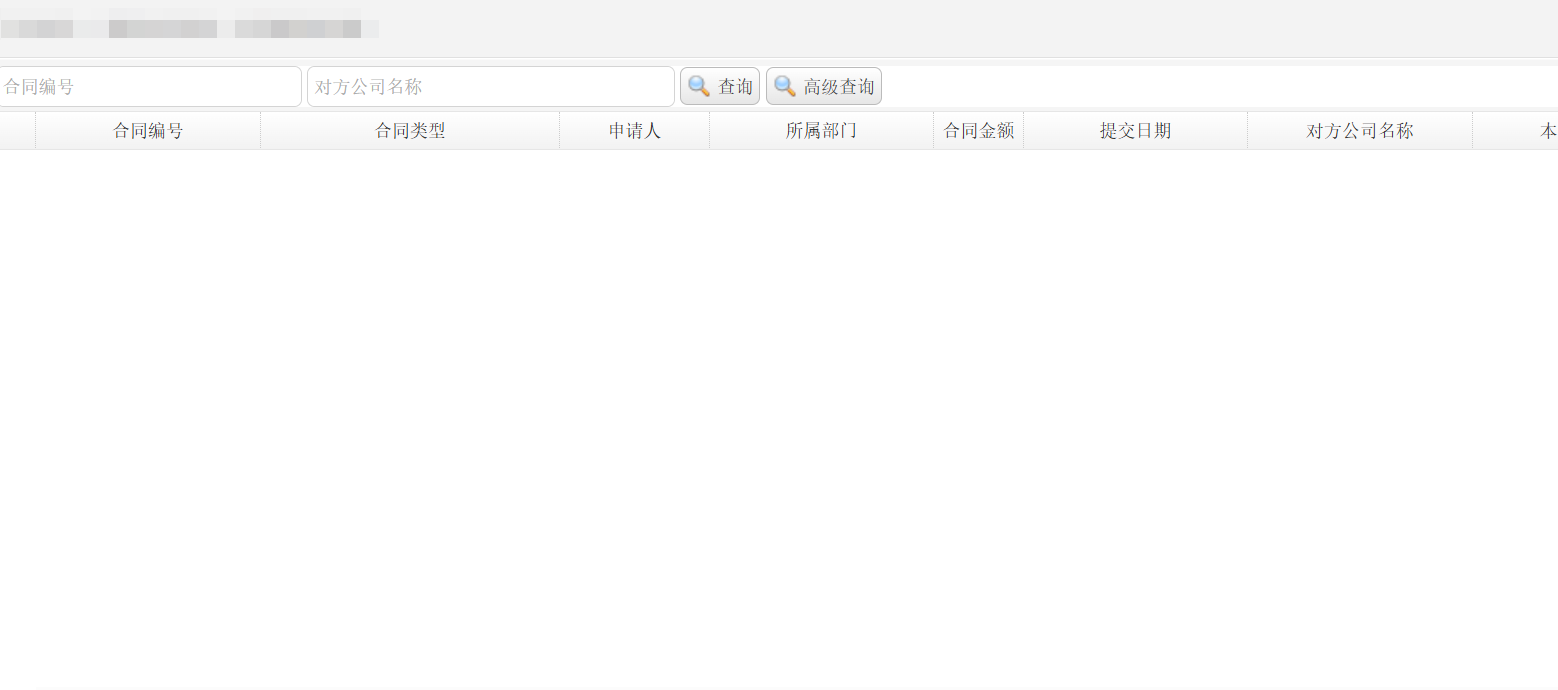 合同编号 对方公司名称 查询 高级查询
合同编号 合同类型 申请人 所属部门 合同金额 提交日期 对方公司名称 本